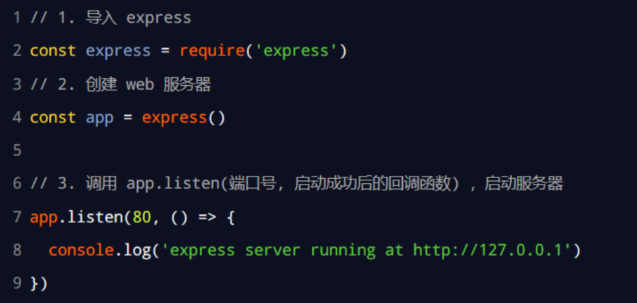 1 // 1. 导入 express
2 const express = require('express')
3 // 2. 创建 web 服务器
4 const app = express()
5
6 // 3. 调用 app.listen(端口号, 启动成功后的回调函数) , 启动服务器
7 app.listen(80, () => {
8   console.log('express server running at http://127.0.0.1')
9 })